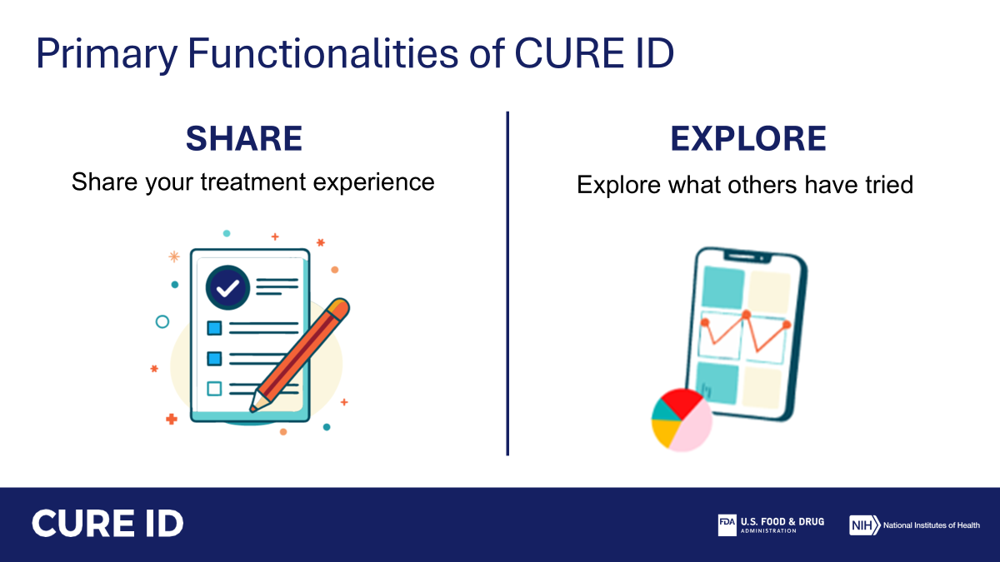 Primary Functionalities of CURE ID
SHARE
Share your treatment experience
EXPLORE
Explore what others have tried
CURE ID
FDA
U.S. FOOD & DRUG
ADMINISTRATION
NIH
National Institutes of Health